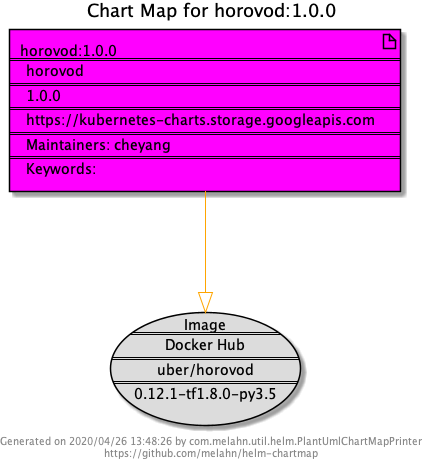 Chart Map for horovod:1.0.0
horovod:1.0.0
horovod
1.0.0
https://kubernetes-charts.storage.googleapis.com
Maintainers: cheyang
Keywords:
Image
Docker Hub
uber/horovod
0.12.1-tf1.8.0-py3.5
Generated on 2020/04/26 13:48:26 by com.melahn.util.helm.PlantUmlChartMapPrinter
https://github.com/melahn/helm-chartmap